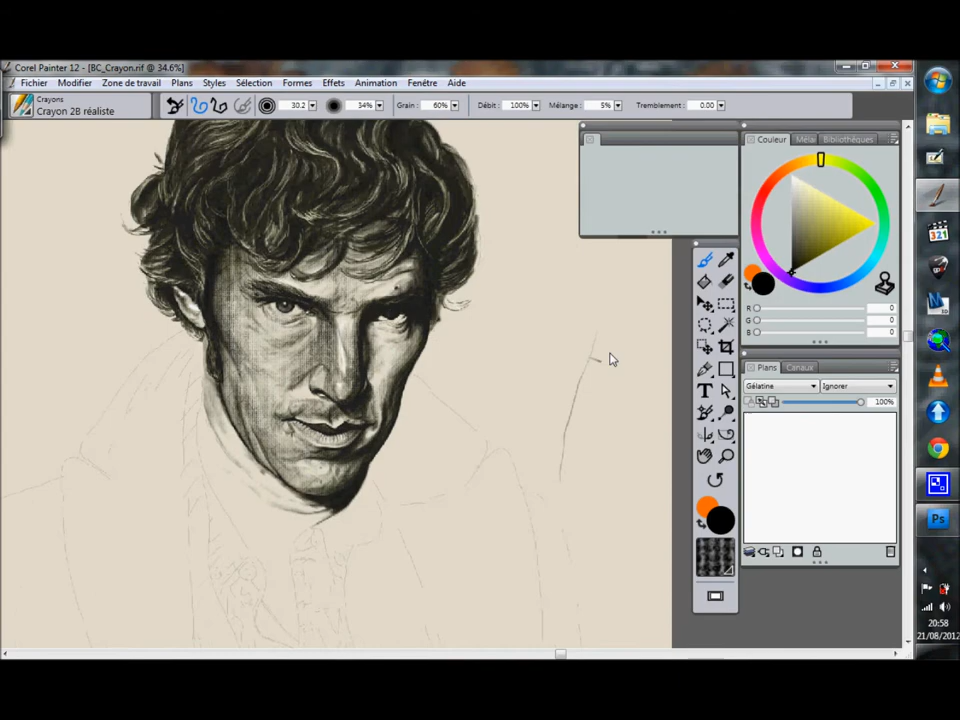 Corel Painter 12 - [BC_Crayon.rif @ 34.6%]
Fichier Modifier Zone de travail Plans Styles Sélection Formes Effets Animation Fenêtre Aide
Crayons
Crayon 2B réaliste
30.2 34% Grain : 60% Débit : 100% Mélange : 5% Tremblement : 0.00
Couleur Méla Bibliothèques
R 0
G 0
B 0
Plans Canaux
Gélatine Ignorer
100%
T
321
Ps
20:58
21/08/2012